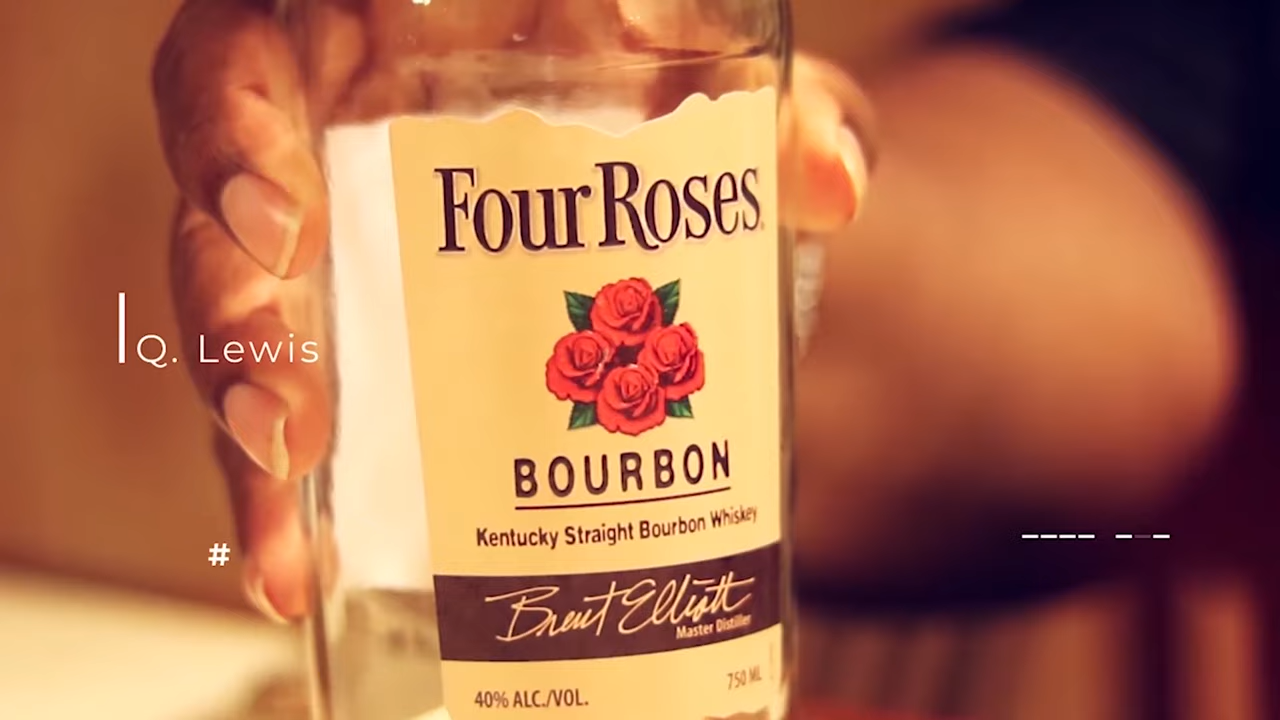 Four Roses
Q. Lewis
BOURBON
Kentucky Straight Bourbon Whiskey
#
Brent Elliott
Master Distiller
750 ML
40% ALC./VOL.